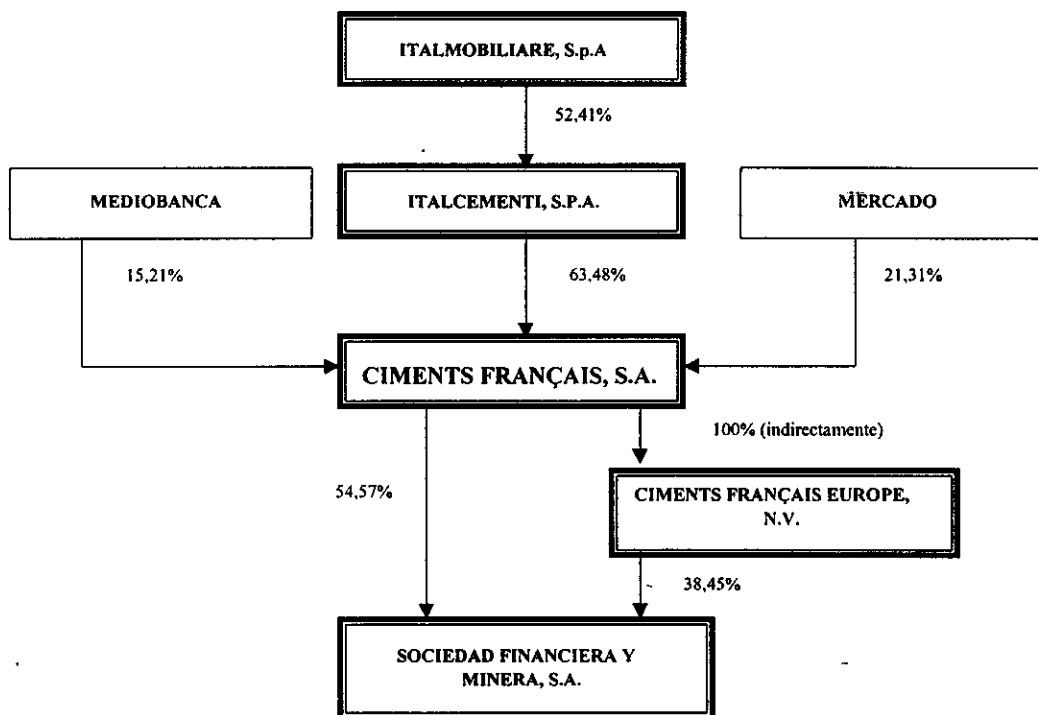 ITALMOBILIARE, S.p.A
52,41%
MEDIOBANCA
ITALCEMENTI, S.P.A.
MERCADO
15,21%
63,48%
21,31%
CIMENTS FRANÇAIS, S.A.
100% (indirectamente)
54,57%
CIMENTS FRANÇAIS EUROPE,
N.V.
38,45%
SOCIEDAD FINANCIERA Y
MINERA, S.A.